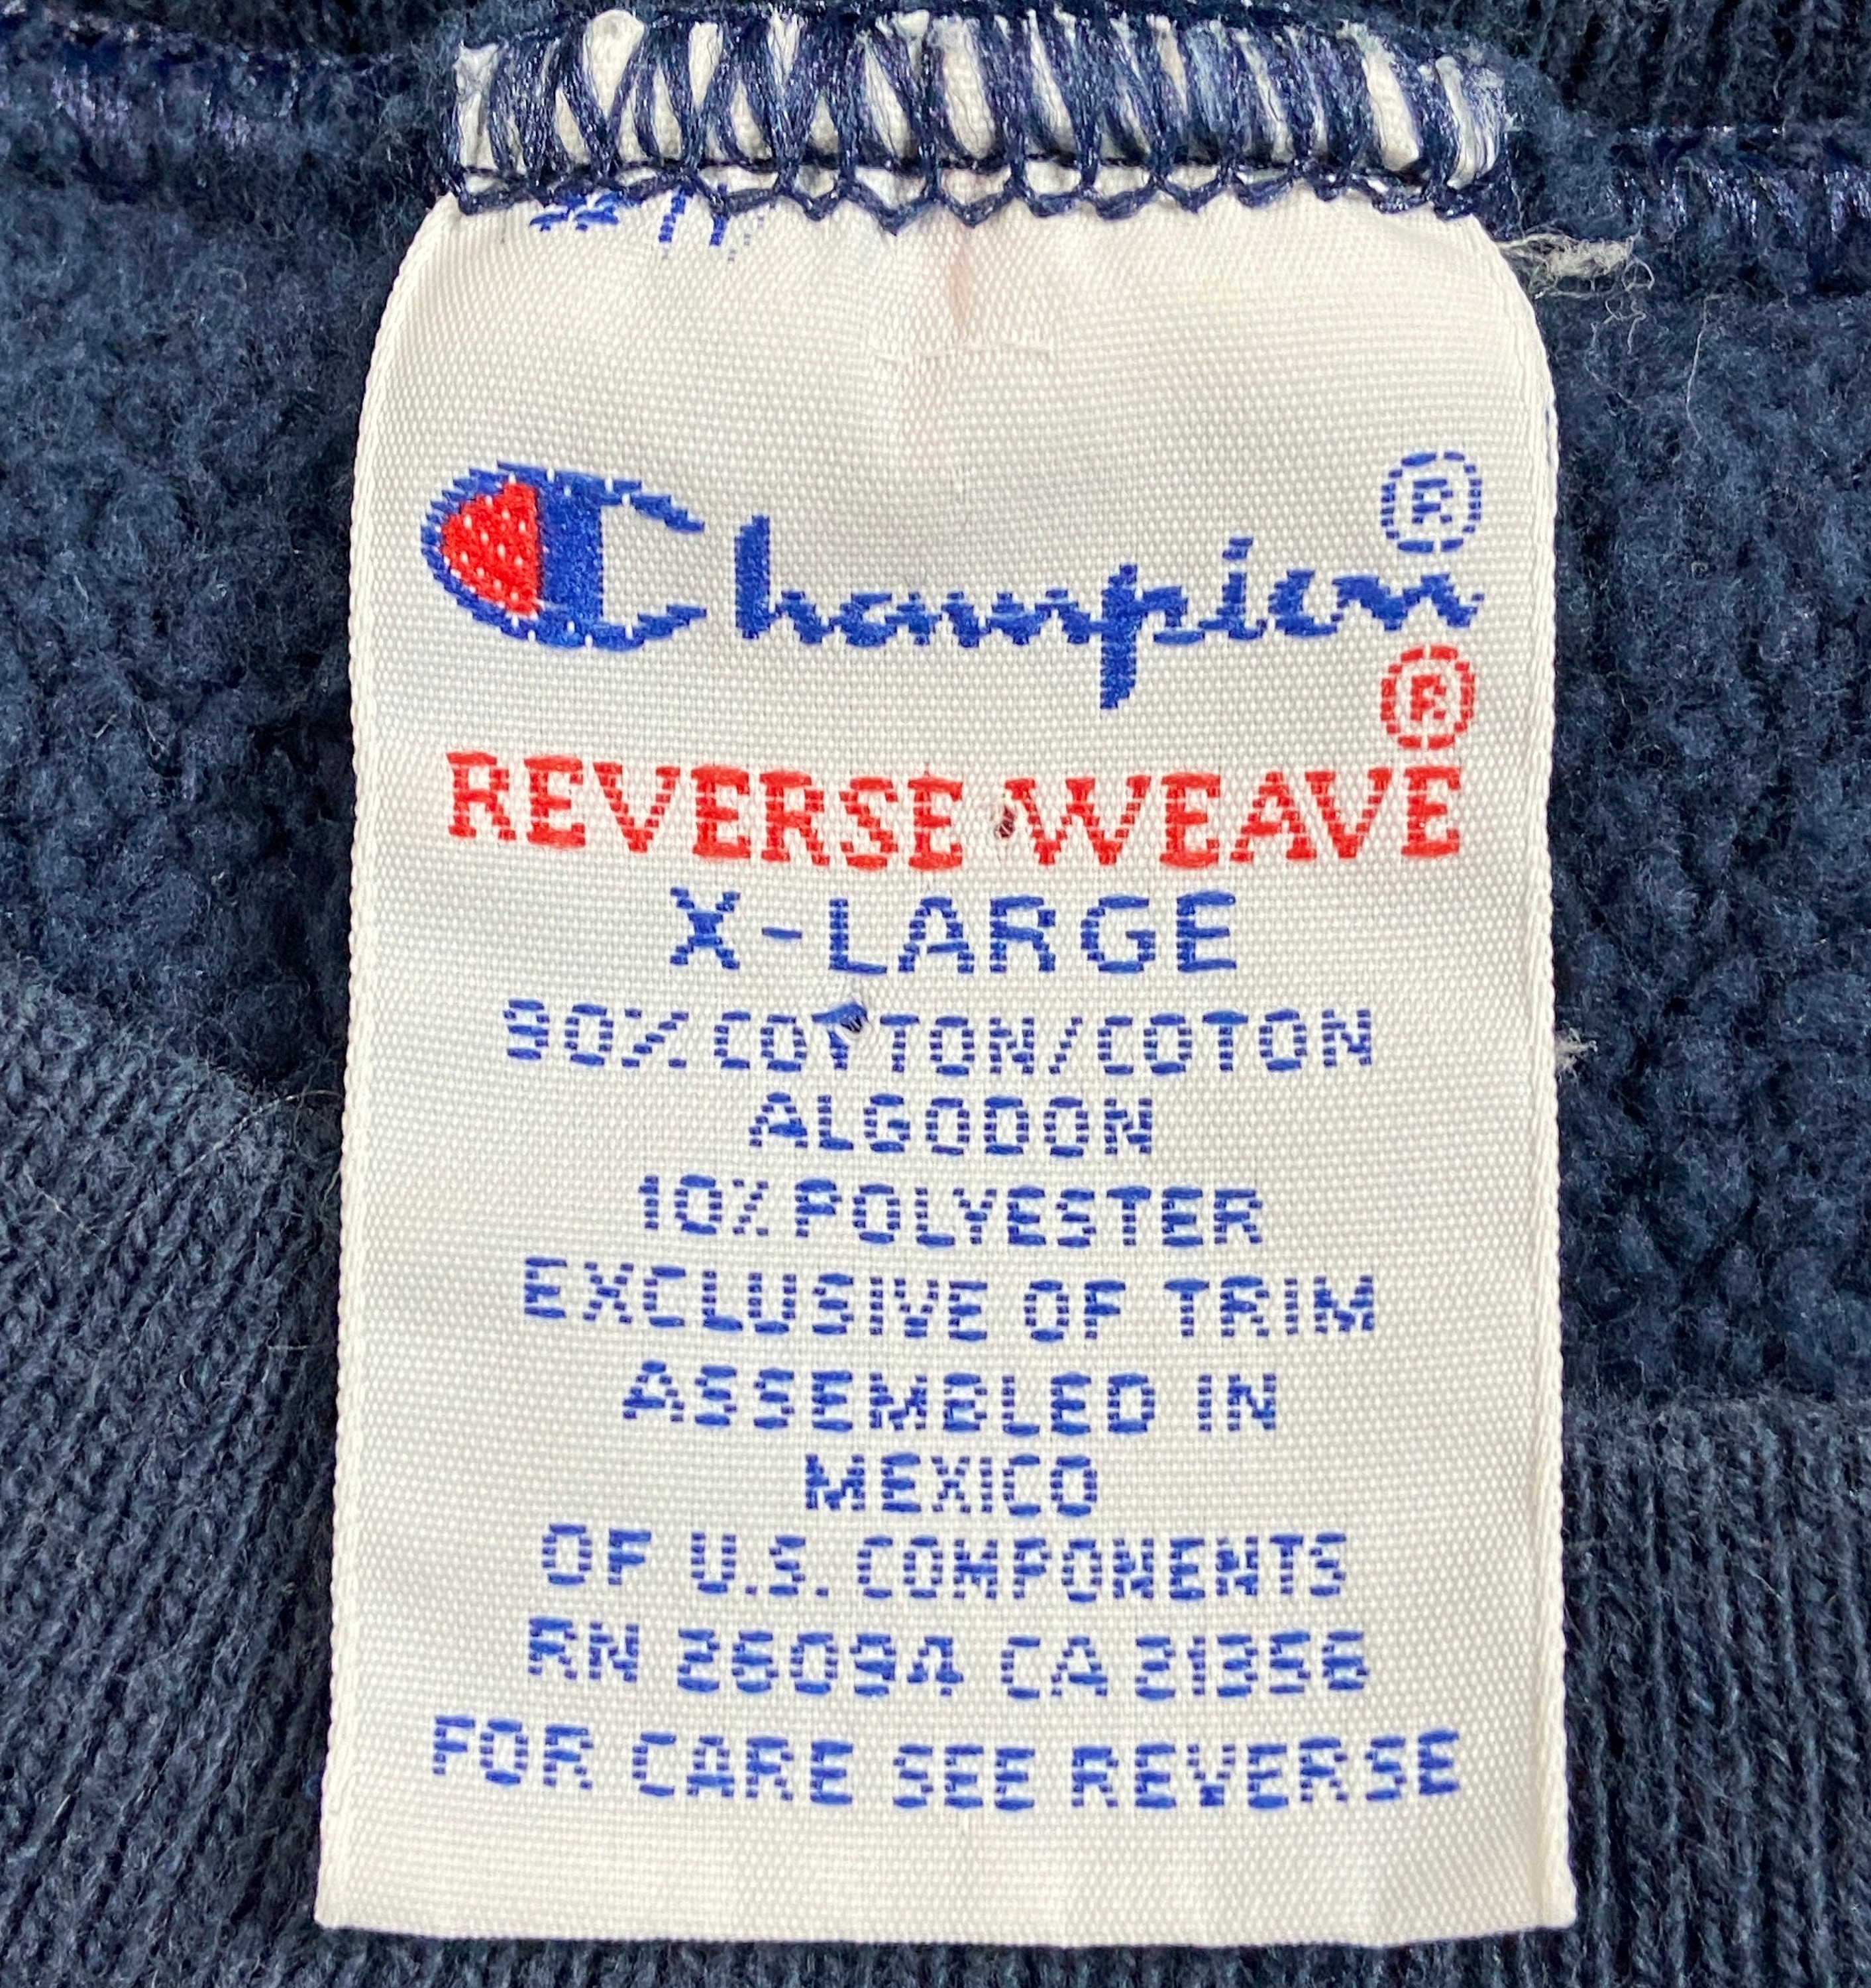 Champion®
®
REVERSE WEAVE
X-LARGE
90% COTTON/COTON
ALGODON
10% POLYESTER
EXCLUSIVE OF TRIM
ASSEMBLED IN
MEXICO
OF U.S. COMPONENTS
RN 26094 CA 21356
FOR CARE SEE REVERSE